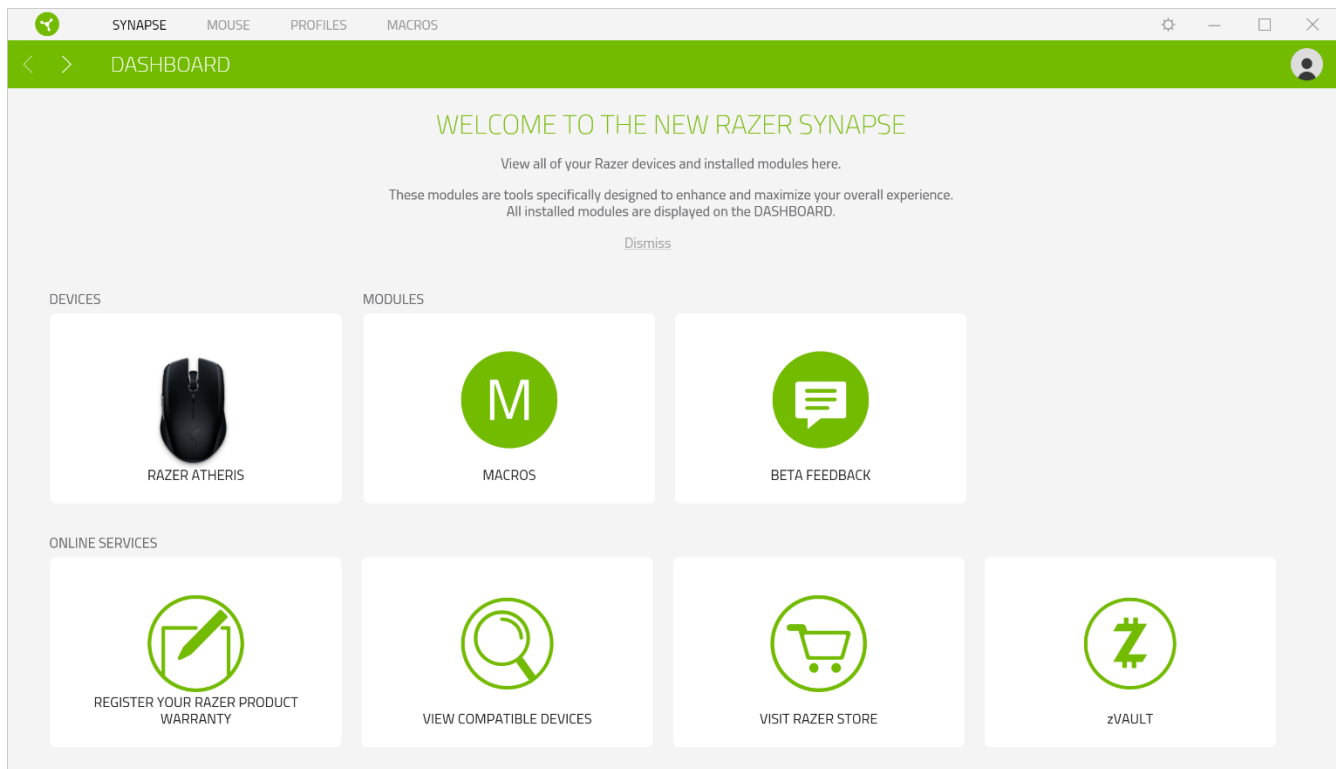 SYNAPSE MOUSE PROFILES MACROS
DASHBOARD
WELCOME TO THE NEW RAZER SYNAPSE
View all of your Razer devices and installed modules here.
These modules are tools specifically designed to enhance and maximize your overall experience.
All installed modules are displayed on the DASHBOARD.
Dismiss
DEVICES
MODULES
RAZER ATHERIS
M
MACROS
BETA FEEDBACK
ONLINE SERVICES
REGISTER YOUR RAZER PRODUCT
WARRANTY
VIEW COMPATIBLE DEVICES
VISIT RAZER STORE
zVAULT